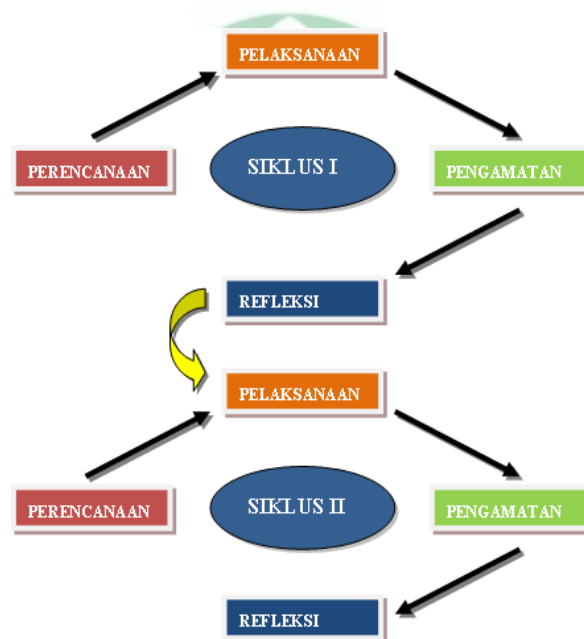 PELAKSANAAN
PERENCANAAN
SIKLUS I
PENGAMATAN
REFLEKSI
PELAKSANAAN
PERENCANAAN
SIKLUS II
PENGAMATAN
REFLEKSI